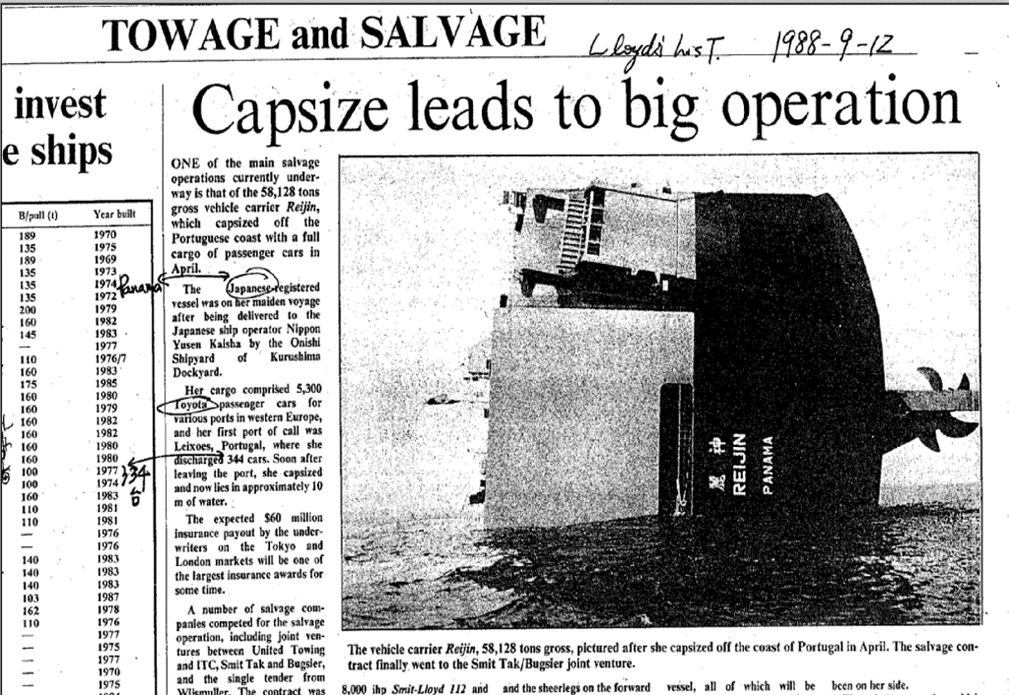 TOWAGE and SALVAGE
Lloyd's List. 1988-9-12
invest
e ships
B/pull (t) Year built
189 1970
135 1975
189 1969
135 1973
135 1974
135 1972
200 1979
160 1982
145 1983
— 1977
110 1976/7
160 1983
175 1985
160 1980
160 1979
160 1982
160 1982
160 1980
160 1980
100 1977
100 1974
160 1983
110 1981
110 1981
— 1976
— 1976
140 1983
140 1983
140 1983
103 1987
162 1978
110 1976
— 1977
— 1975
— 1977
— 1970
— 1975
Panama
Capsize leads to big operation
ONE of the main salvage
operations currently under-
way is that of the 58,128 tons
gross vehicle carrier Reijin,
which capsized off the
Portuguese coast with a full
cargo of passenger cars in
April.
The Japanese-registered
vessel was on her maiden voyage
after being delivered to the
Japanese ship operator Nippon
Yusen Kaisha by the Onishi
Shipyard of Kurushima
Dockyard.
Her cargo comprised 5,300
Toyota passenger cars for
various ports in western Europe,
and her first port of call was
Leixoes, Portugal, where she
discharged 344 cars. Soon after
leaving the port, she capsized
and now lies in approximately 10
m of water.
The expected $60 million
insurance payout by the under-
writers on the Tokyo and
London markets will be one of
the largest insurance awards for
some time.
A number of salvage com-
panies competed for the salvage
operation, including joint ven-
tures between United Towing
and ITC, Smit Tak and Bugsier,
and the single tender from
Wijsmuller. The contract was
麗神
REIJIN
PANAMA
The vehicle carrier Reijin, 58,128 tons gross, pictured after she capsized off the coast of Portugal in April. The salvage con-
tract finally went to the Smit Tak/Bugsier joint venture.
8,000 ihp Smit-Lloyd 112 and
and the sheerlegs on the forward
vessel, all of which will be
been on her side.